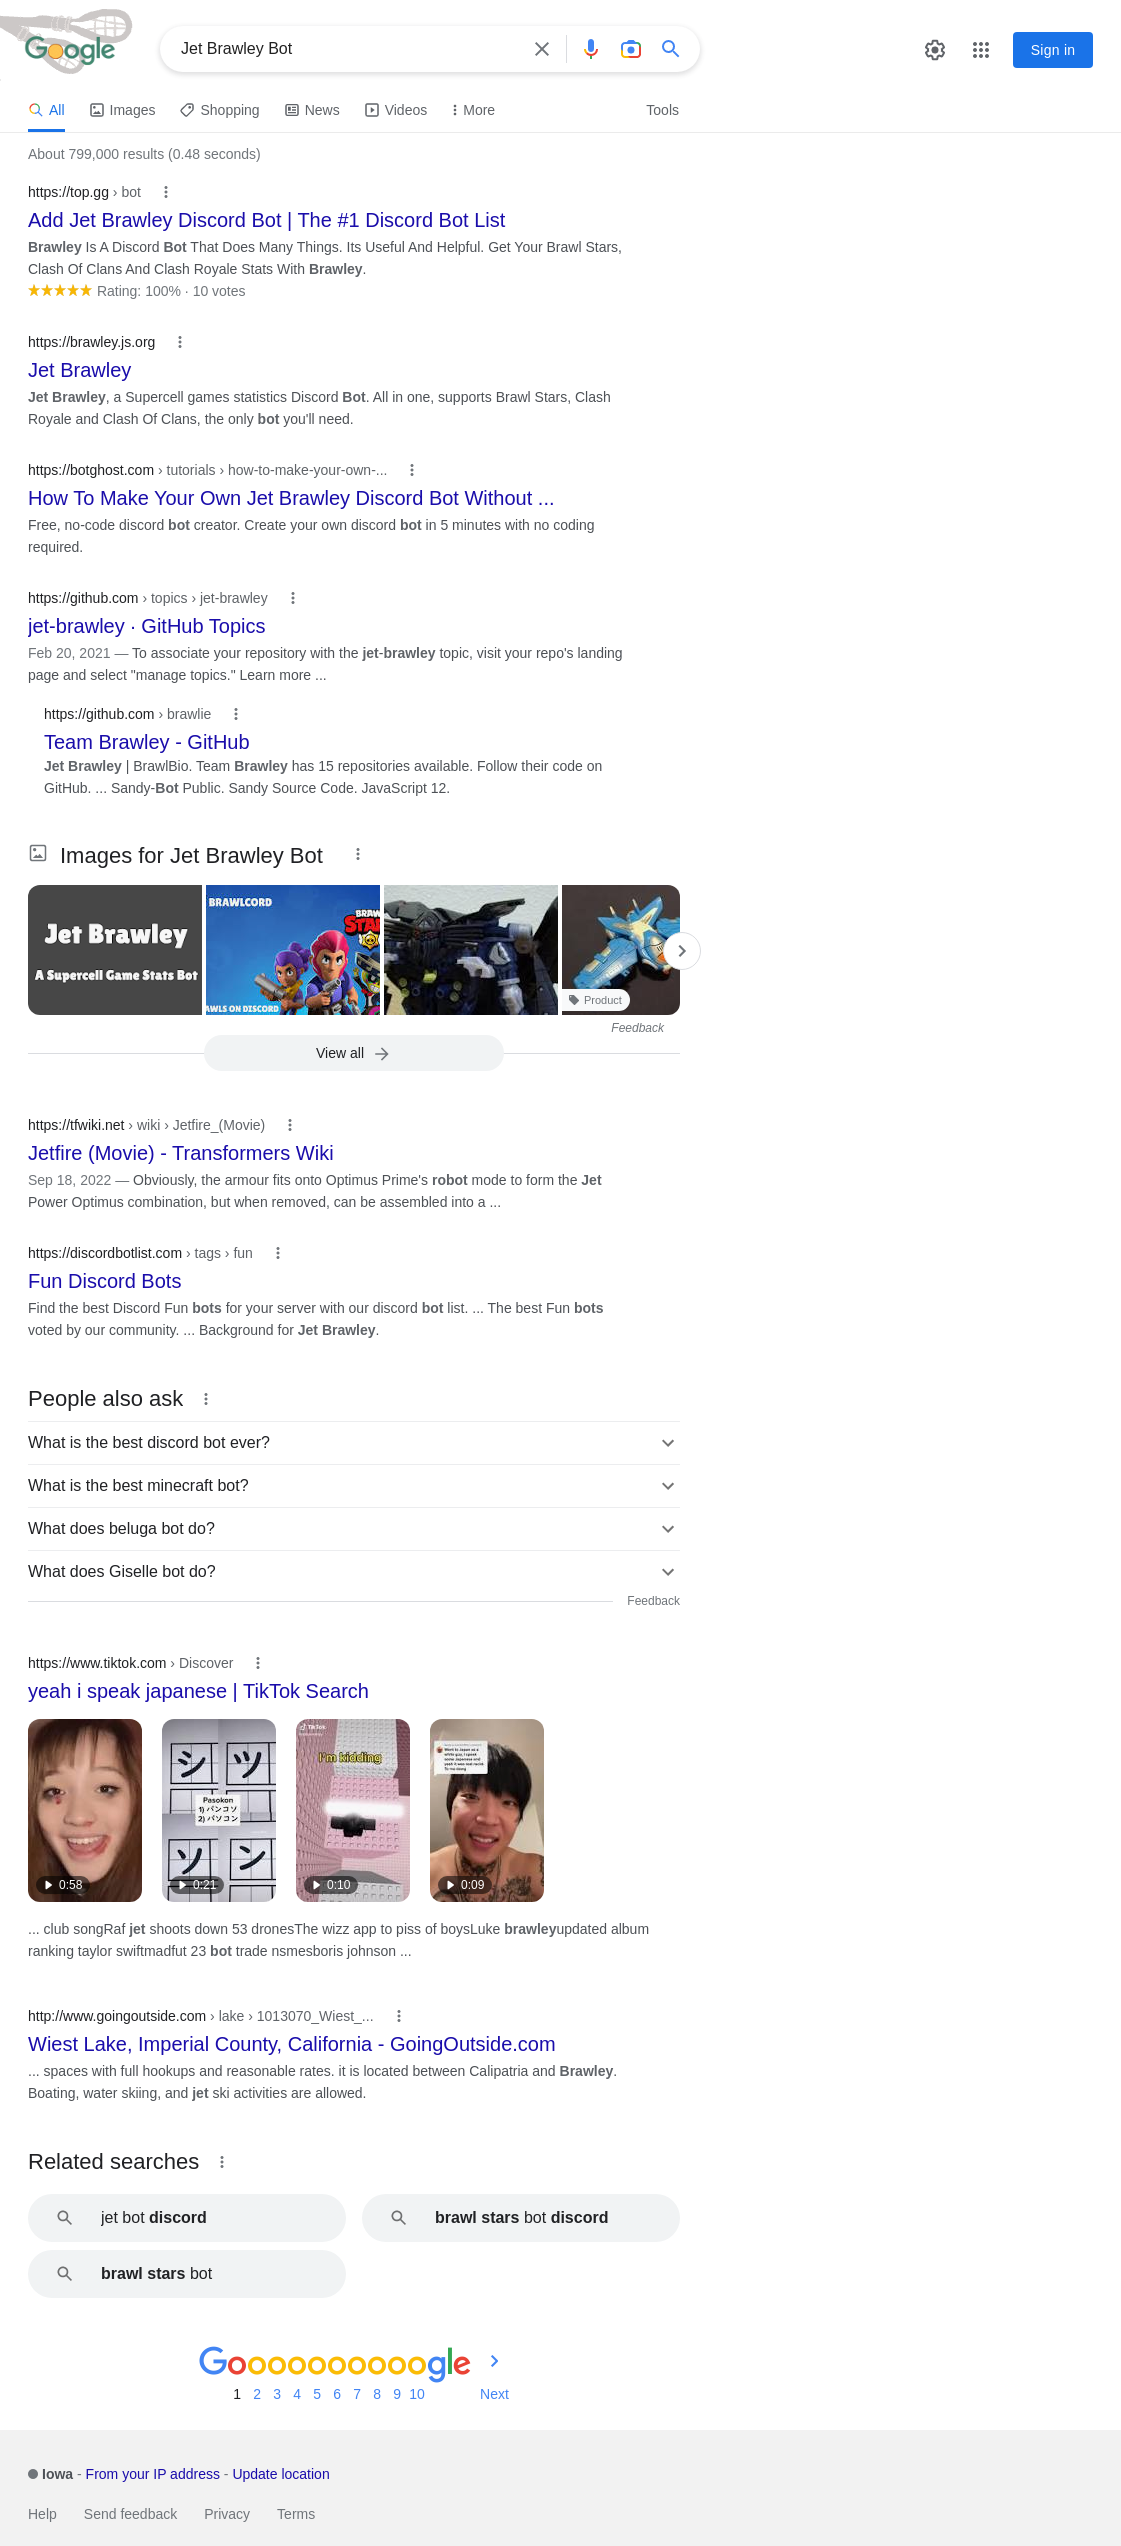 Google
Jet Brawley Bot
Sign in
All
Images
Shopping
News
Videos
More
Tools
About 799,000 results (0.48 seconds)
https://top.gg › bot
Add Jet Brawley Discord Bot | The #1 Discord Bot List
Brawley Is A Discord Bot That Does Many Things. Its Useful And Helpful. Get Your Brawl Stars,
Clash Of Clans And Clash Royale Stats With Brawley.
Rating: 100% · 10 votes
https://brawley.js.org
Jet Brawley
Jet Brawley, a Supercell games statistics Discord Bot. All in one, supports Brawl Stars, Clash
Royale and Clash Of Clans, the only bot you'll need.
https://botghost.com › tutorials › how-to-make-your-own-...
How To Make Your Own Jet Brawley Discord Bot Without ...
Free, no-code discord bot creator. Create your own discord bot in 5 minutes with no coding
required.
https://github.com › topics › jet-brawley
jet-brawley · GitHub Topics
Feb 20, 2021 — To associate your repository with the jet-brawley topic, visit your repo's landing
page and select "manage topics." Learn more ...
https://github.com › brawlie
Team Brawley - GitHub
Jet Brawley | BrawlBio. Team Brawley has 15 repositories available. Follow their code on
GitHub. ... Sandy-Bot Public. Sandy Source Code. JavaScript 12.
Images for Jet Brawley Bot
Jet Brawley
A Supercell Game Stats Bot
BRAWLCORD
BRAW
STA
AWLS ON DISCORD
Product
Feedback
View all
https://tfwiki.net › wiki › Jetfire_(Movie)
Jetfire (Movie) - Transformers Wiki
Sep 18, 2022 — Obviously, the armour fits onto Optimus Prime's robot mode to form the Jet
Power Optimus combination, but when removed, can be assembled into a ...
https://discordbotlist.com › tags › fun
Fun Discord Bots
Find the best Discord Fun bots for your server with our discord bot list. ... The best Fun bots
voted by our community. ... Background for Jet Brawley.
People also ask
What is the best discord bot ever?
What is the best minecraft bot?
What does beluga bot do?
What does Giselle bot do?
Feedback
https://www.tiktok.com › Discover
yeah i speak japanese | TikTok Search
シ ツ
Pasokon
1) パンコソ
2) パソコン
ソ ン
TikTok
I'm kidding
0:58
0:21
0:10
0:09
... club songRaf jet shoots down 53 dronesThe wizz app to piss of boysLuke brawleyupdated album
ranking taylor swiftmadfut 23 bot trade nsmesboris johnson ...
http://www.goingoutside.com › lake › 1013070_Wiest_...
Wiest Lake, Imperial County, California - GoingOutside.com
... spaces with full hookups and reasonable rates. it is located between Calipatria and Brawley.
Boating, water skiing, and jet ski activities are allowed.
Related searches
jet bot discord
brawl stars bot discord
brawl stars bot
Goooooooooogle
1 2 3 4 5 6 7 8 9 10 Next
Iowa - From your IP address - Update location
Help Send feedback Privacy Terms